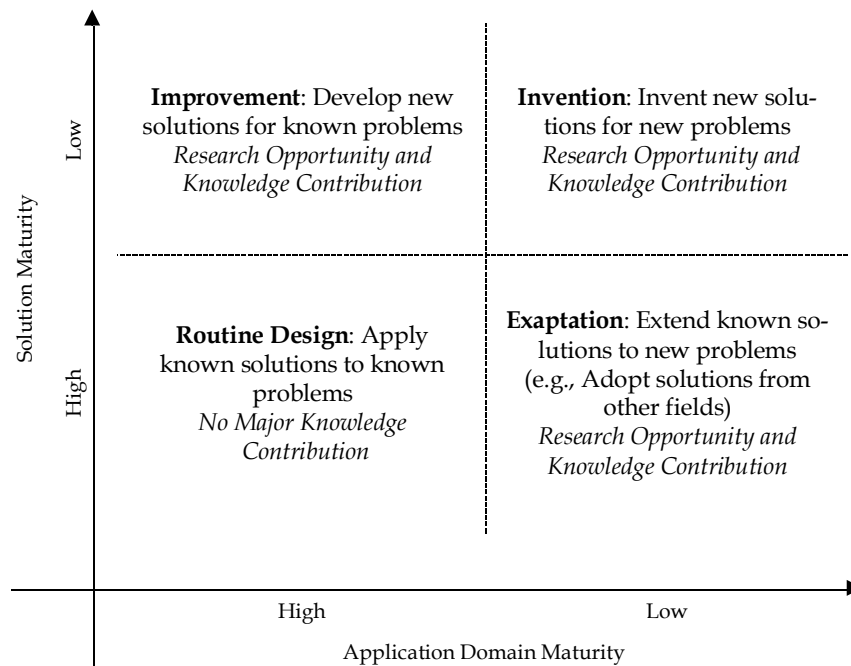 Improvement: Develop new
solutions for known problems
Research Opportunity and
Knowledge Contribution
Invention: Invent new solu-
tions for new problems
Research Opportunity and
Knowledge Contribution
Low
Solution Maturity
High
Routine Design: Apply
known solutions to known
problems
No Major Knowledge
Contribution
Exaptation: Extend known so-
lutions to new problems
(e.g., Adopt solutions from
other fields)
Research Opportunity and
Knowledge Contribution
High
Low
Application Domain Maturity